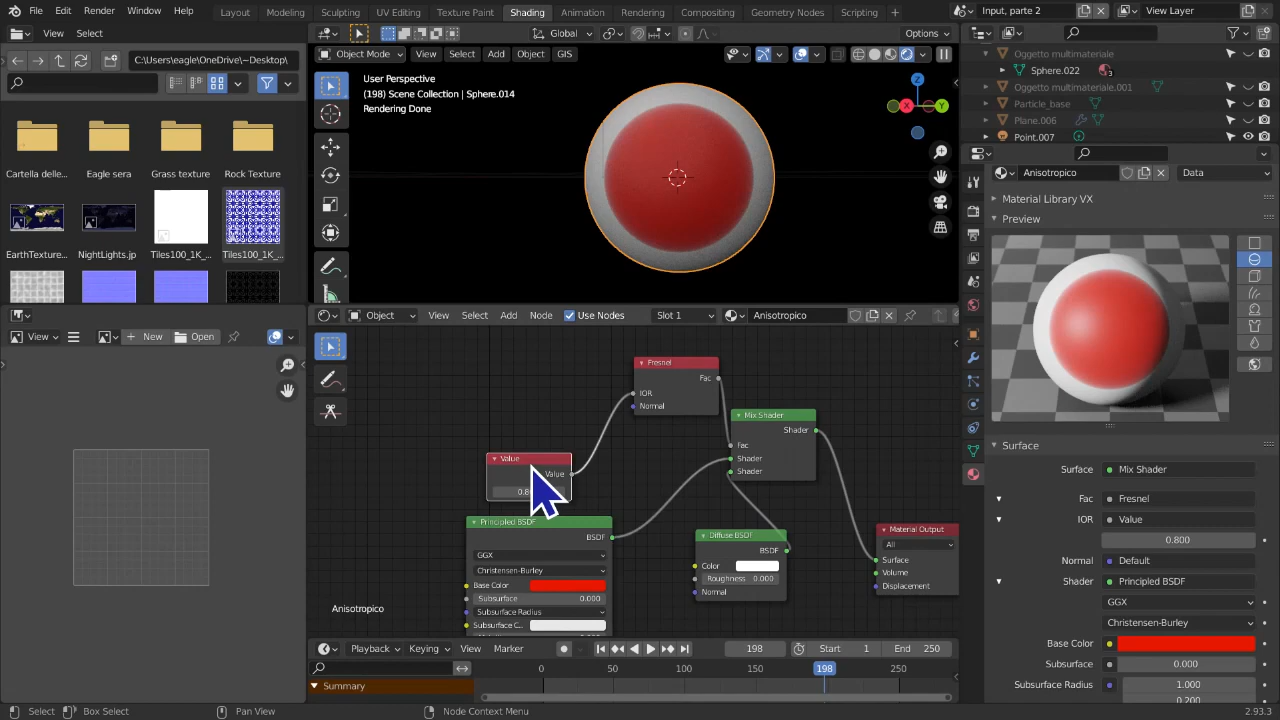 File Edit Render Window Help Layout Modeling Sculpting UV Editing Texture Paint Shading Animation Rendering Compositing Geometry Nodes Scripting + Input, parte 2 View Layer
View Select
Global Options
C:\Users\eagle\OneDrive\~Desktop\
Object Mode View Select Add Object GIS
User Perspective
(198) Scene Collection | Sphere.014
Rendering Done
X Y Z
Cartella delle... Eagle sera Grass texture Rock Texture
EarthTexture... NightLights.jp Tiles100_1K_... Tiles100_1K_...
Oggetto multimateriale
Sphere.022 3
Oggetto multimateriale.001
Particle_base
Plane.006
Point.007
Anisotropico Data
Material Library VX
Preview
View New Open
Object View Select Add Node Use Nodes Slot 1 Anisotropico
Fresnel
Fac
IOR
Normal
Mix Shader
Shader
Fac
Shader
Shader
Value
Value
0.8
Principled BSDF
BSDF
GGX
Christensen-Burley
Base Color
Subsurface 0.000
Subsurface Radius
Subsurface C...
Diffuse BSDF
BSDF
Color
Roughness 0.000
Normal
Material Output
All
Surface
Volume
Displacement
Anisotropico
Surface
Surface Mix Shader
Fac Fresnel
IOR Value
0.800
Normal Default
Shader Principled BSDF
GGX
Christensen-Burley
Base Color
Subsurface 0.000
Subsurface Radius 1.000
0.200
Playback Keying View Marker 198 Start 1 End 250
0 50 100 150 198 250
Summary
Select Box Select Pan View Node Context Menu 2.93.3